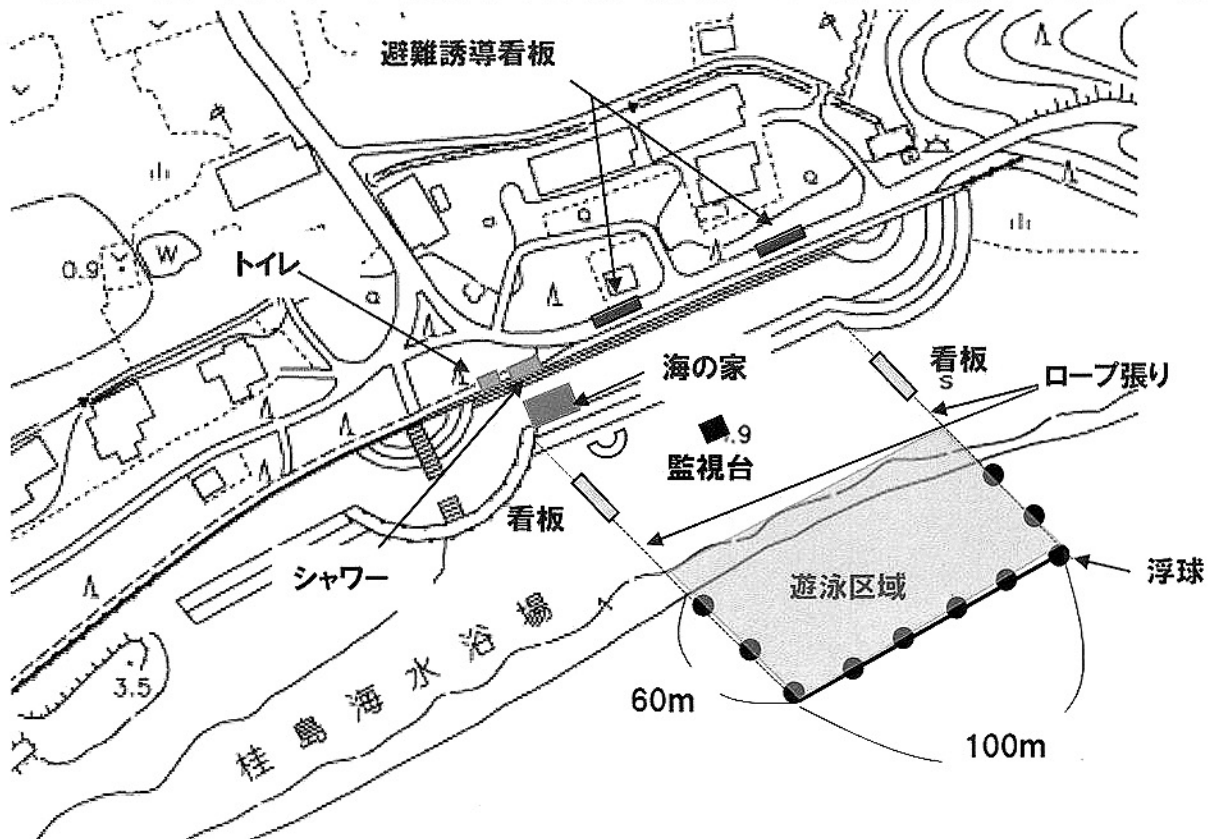 避難誘導看板
トイレ
0.9
W
海の家
看板
S
ロープ張り
.9
監視台
看板
シャワー
遊泳区域
浮球
60m
100m
3.5
桂島海水浴場